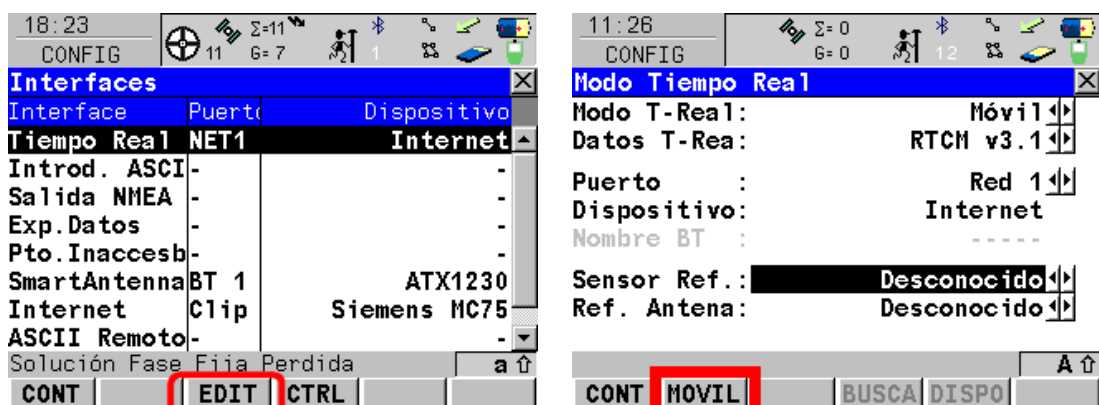 18:23
CONFIG
11
Σ=11
G= 7
1
Interfaces
Interface Puerto Dispositivo
Tiempo Real NET1 Internet
Introd. ASCI - -
Salida NMEA - -
Exp.Datos - -
Pto.Inaccesb - -
SmartAntenna BT 1 ATX1230
Internet Clip Siemens MC75
ASCII Remoto - -
Solución Fase Fija Perdida a
CONT EDIT CTRL
11:26
CONFIG
Σ= 0
G= 0
12
Modo Tiempo Real
Modo T-Real: Móvil
Datos T-Rea: RTCM v3.1
Puerto : Red 1
Dispositivo: Internet
Nombre BT : -----
Sensor Ref.: Desconocido
Ref. Antena: Desconocido
A
CONT MOVIL BUSCA DISPO